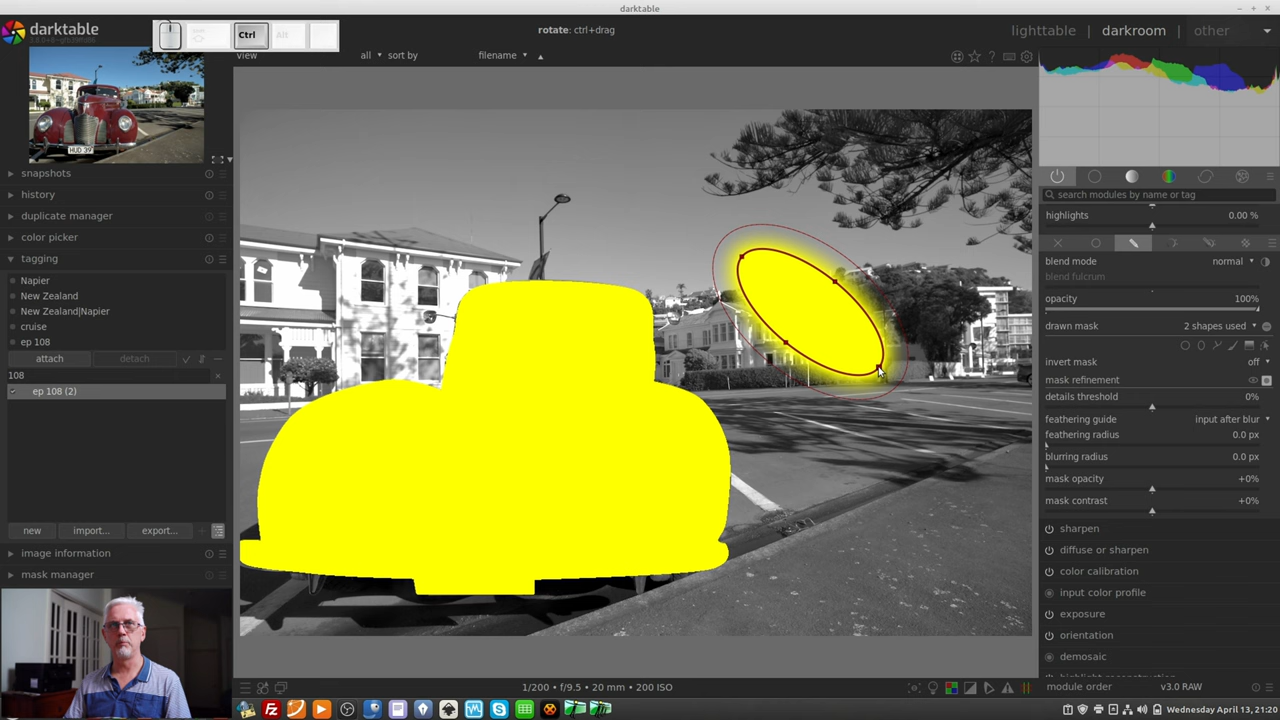 darktable
darktable
Ctrl
Alt
rotate: ctrl+drag
lighttable | darkroom | other
view
all
sort by
filename
HUD 39
snapshots
history
duplicate manager
color picker
tagging
Napier
New Zealand
New Zealand|Napier
cruise
ep 108
attach
detach
108
ep 108 (2)
new
import...
export...
image information
mask manager
search modules by name or tag
highlights 0.00 %
blend mode normal
blend fulcrum
opacity 100%
drawn mask 2 shapes used
invert mask off
mask refinement
details threshold 0%
feathering guide input after blur
feathering radius 0.0 px
blurring radius 0.0 px
mask opacity +0%
mask contrast +0%
sharpen
diffuse or sharpen
color calibration
input color profile
exposure
orientation
demosaic
module order v3.0 RAW
1/200 • f/9.5 • 20 mm • 200 ISO
Wednesday April 13, 21:20